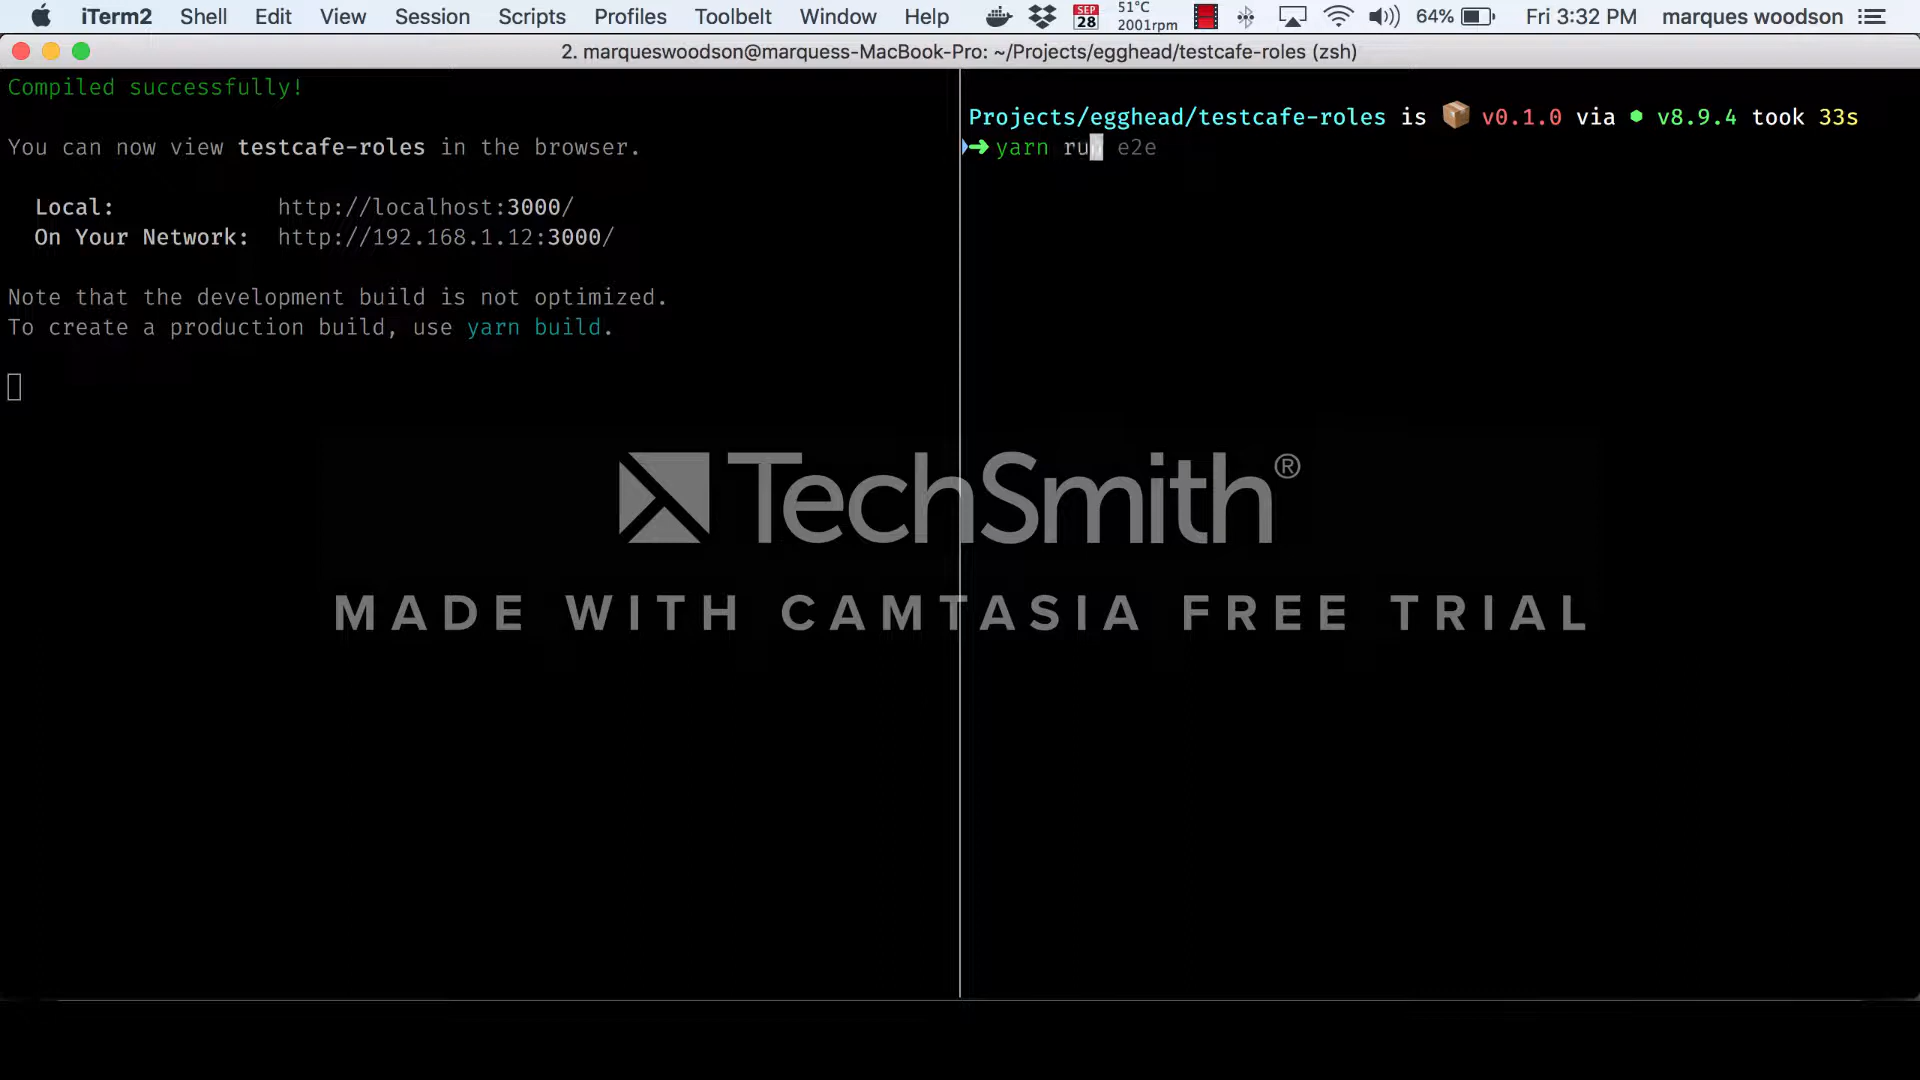 iTerm2 Shell Edit View Session Scripts Profiles Toolbelt Window Help SEP 28 51°C 2001rpm 64% Fri 3:32 PM marques woodson
2. marqueswoodson@marquess-MacBook-Pro: ~/Projects/egghead/testcafe-roles (zsh)
Compiled successfully!
You can now view testcafe-roles in the browser.
Local: http://localhost:3000/
On Your Network: http://192.168.1.12:3000/
Note that the development build is not optimized.
To create a production build, use yarn build.
Projects/egghead/testcafe-roles is 📦 v0.1.0 via ⬢ v8.9.4 took 33s
➜ yarn run e2e
TechSmith®
MADE WITH CAMTASIA FREE TRIAL